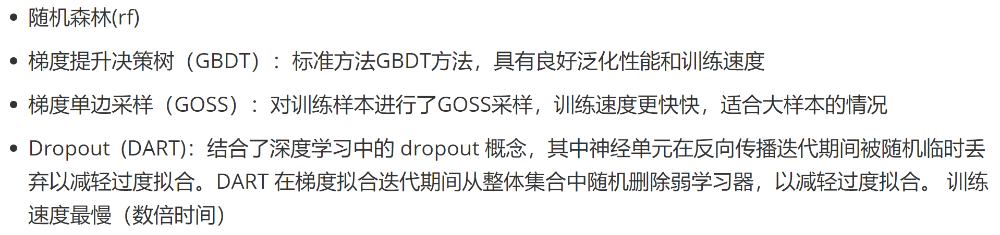 • 随机森林(rf)
• 梯度提升决策树（GBDT）：标准方法GBDT方法，具有良好泛化性能和训练速度
• 梯度单边采样（GOSS）：对训练样本进行了GOSS采样，训练速度更快快，适合大样本的情况
• Dropout (DART)：结合了深度学习中的 dropout 概念，其中神经单元在反向传播迭代期间被随机临时丢
弃以减轻过度拟合。DART 在梯度拟合迭代期间从整体集合中随机删除弱学习器，以减轻过度拟合。 训练
速度最慢（数倍时间）